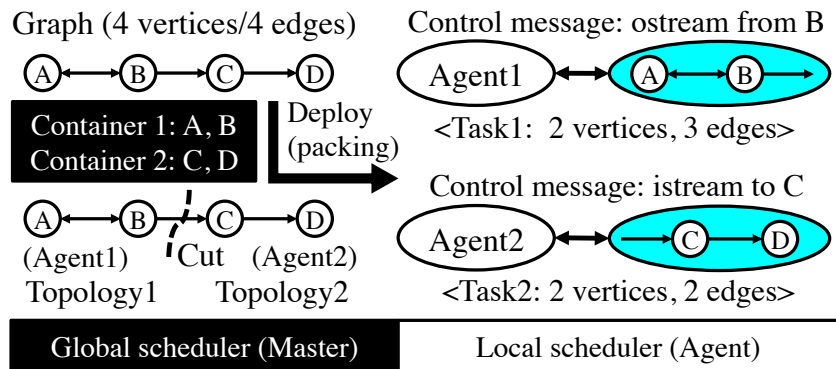 Graph (4 vertices/4 edges)
A B C D
Container 1: A, B
Container 2: C, D
Deploy
(packing)
A B C D
(Agent1) Cut (Agent2)
Topology1 Topology2
Global scheduler (Master)
Control message: ostream from B
Agent1 A B
<Task1: 2 vertices, 3 edges>
Control message: istream to C
Agent2 C D
<Task2: 2 vertices, 2 edges>
Local scheduler (Agent)